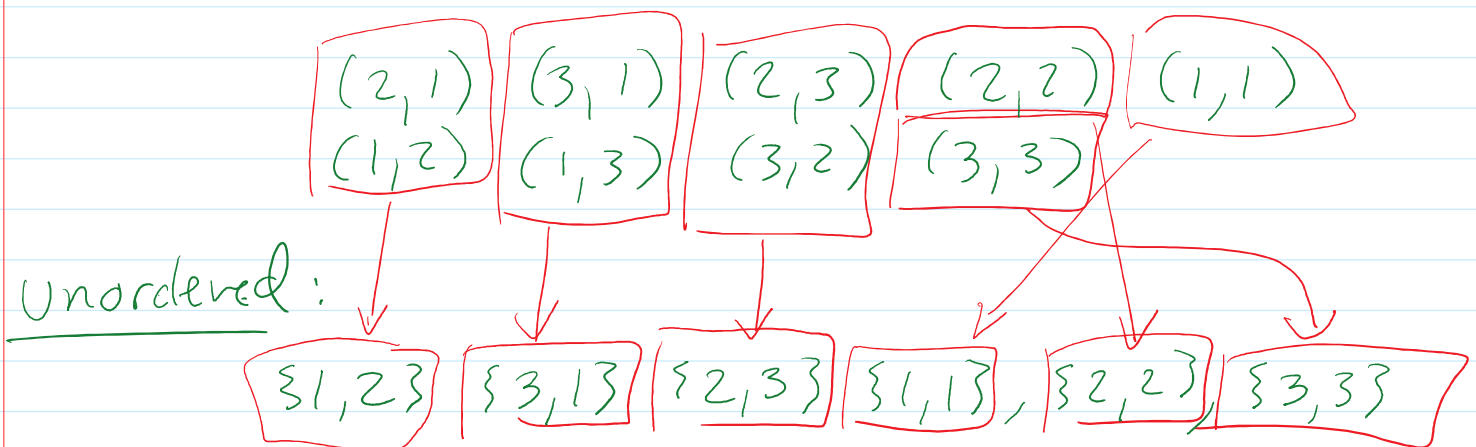 (2,1) (3,1) (2,3) (2,2) (1,1)
(1,2) (1,3) (3,2) (3,3)
unordered:
{1,2} {3,1} {2,3} {1,1}, {2,2}, {3,3}